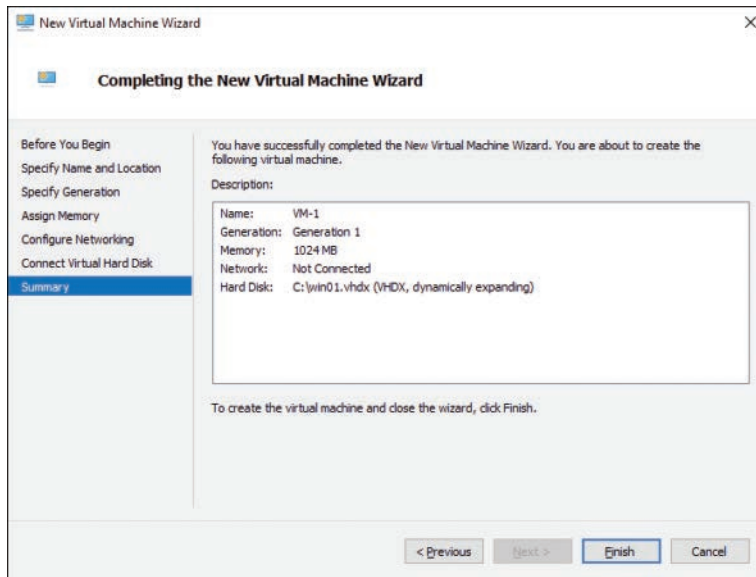 New Virtual Machine Wizard
Completing the New Virtual Machine Wizard
Before You Begin
Specify Name and Location
Specify Generation
Assign Memory
Configure Networking
Connect Virtual Hard Disk
Summary
You have successfully completed the New Virtual Machine Wizard. You are about to create the
following virtual machine.
Description:
Name: VM-1
Generation: Generation 1
Memory: 1024 MB
Network: Not Connected
Hard Disk: C:\win01.vhdx (VHDX, dynamically expanding)
To create the virtual machine and close the wizard, click Finish.
< Previous Next > Finish Cancel